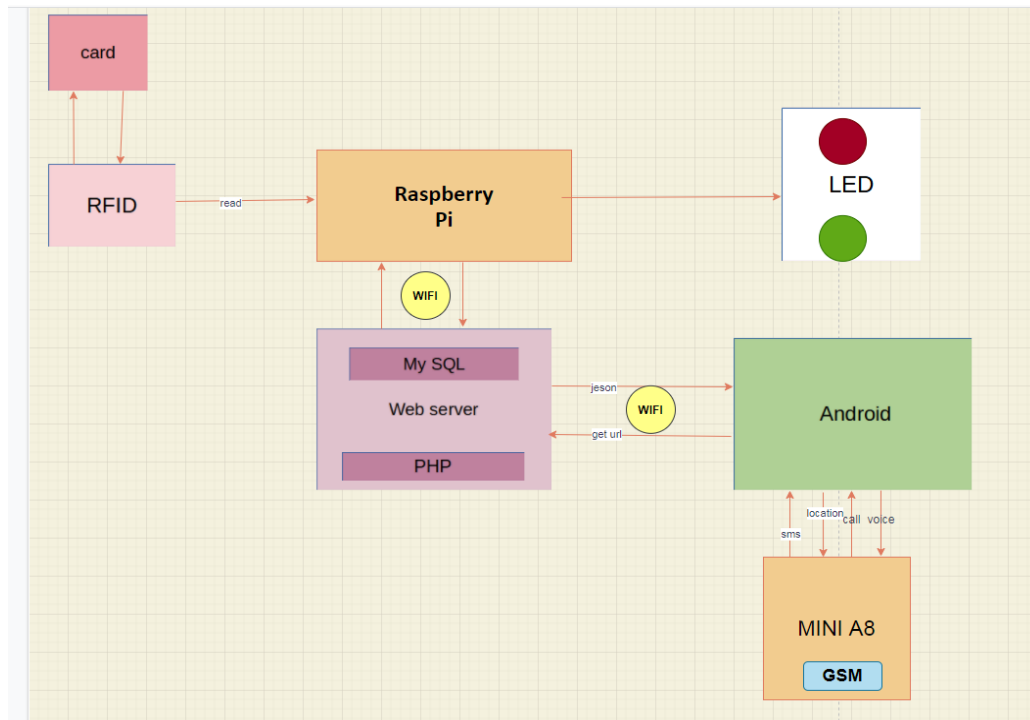 card
RFID
read
Raspberry
Pi
LED
WIFI
My SQL
Web server
PHP
jeson
WIFI
get url
Android
sms
location
call
voice
MINI A8
GSM